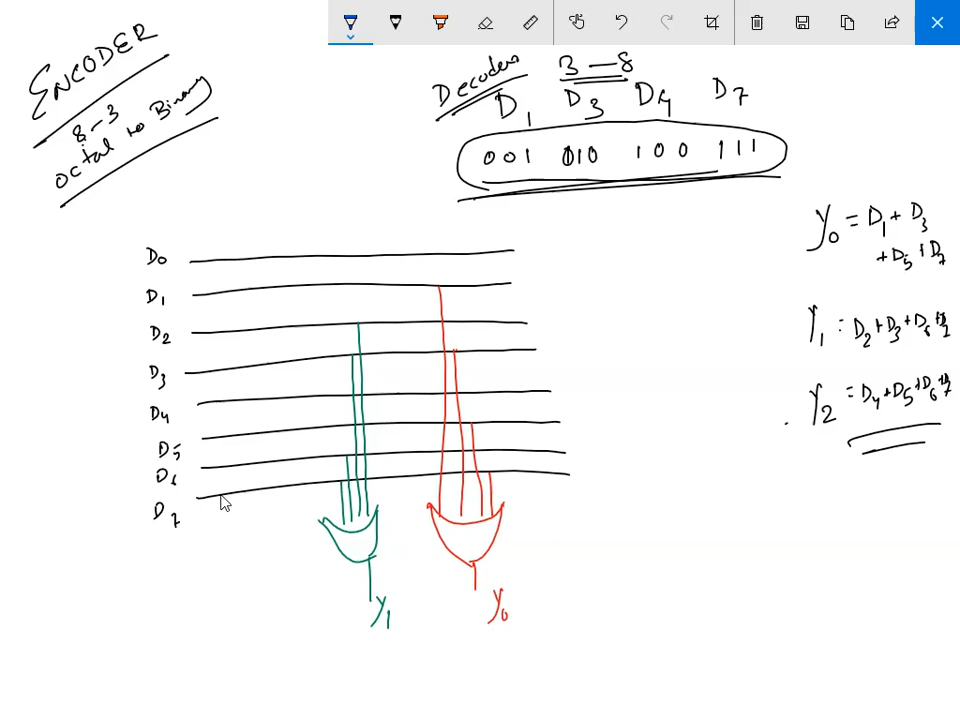 ENCODER
8-3
octal to Binary
Decoders 3-8
D1 D3 D4 D7
001 010 100 111
Y0 = D1 + D3
+ D5 + D7
Y1 = D2 + D3 + D6 + D7
Y2 = D4 + D5 + D6 + D7
D0
D1
D2
D3
D4
D5
D6
D7
Y1 Y0